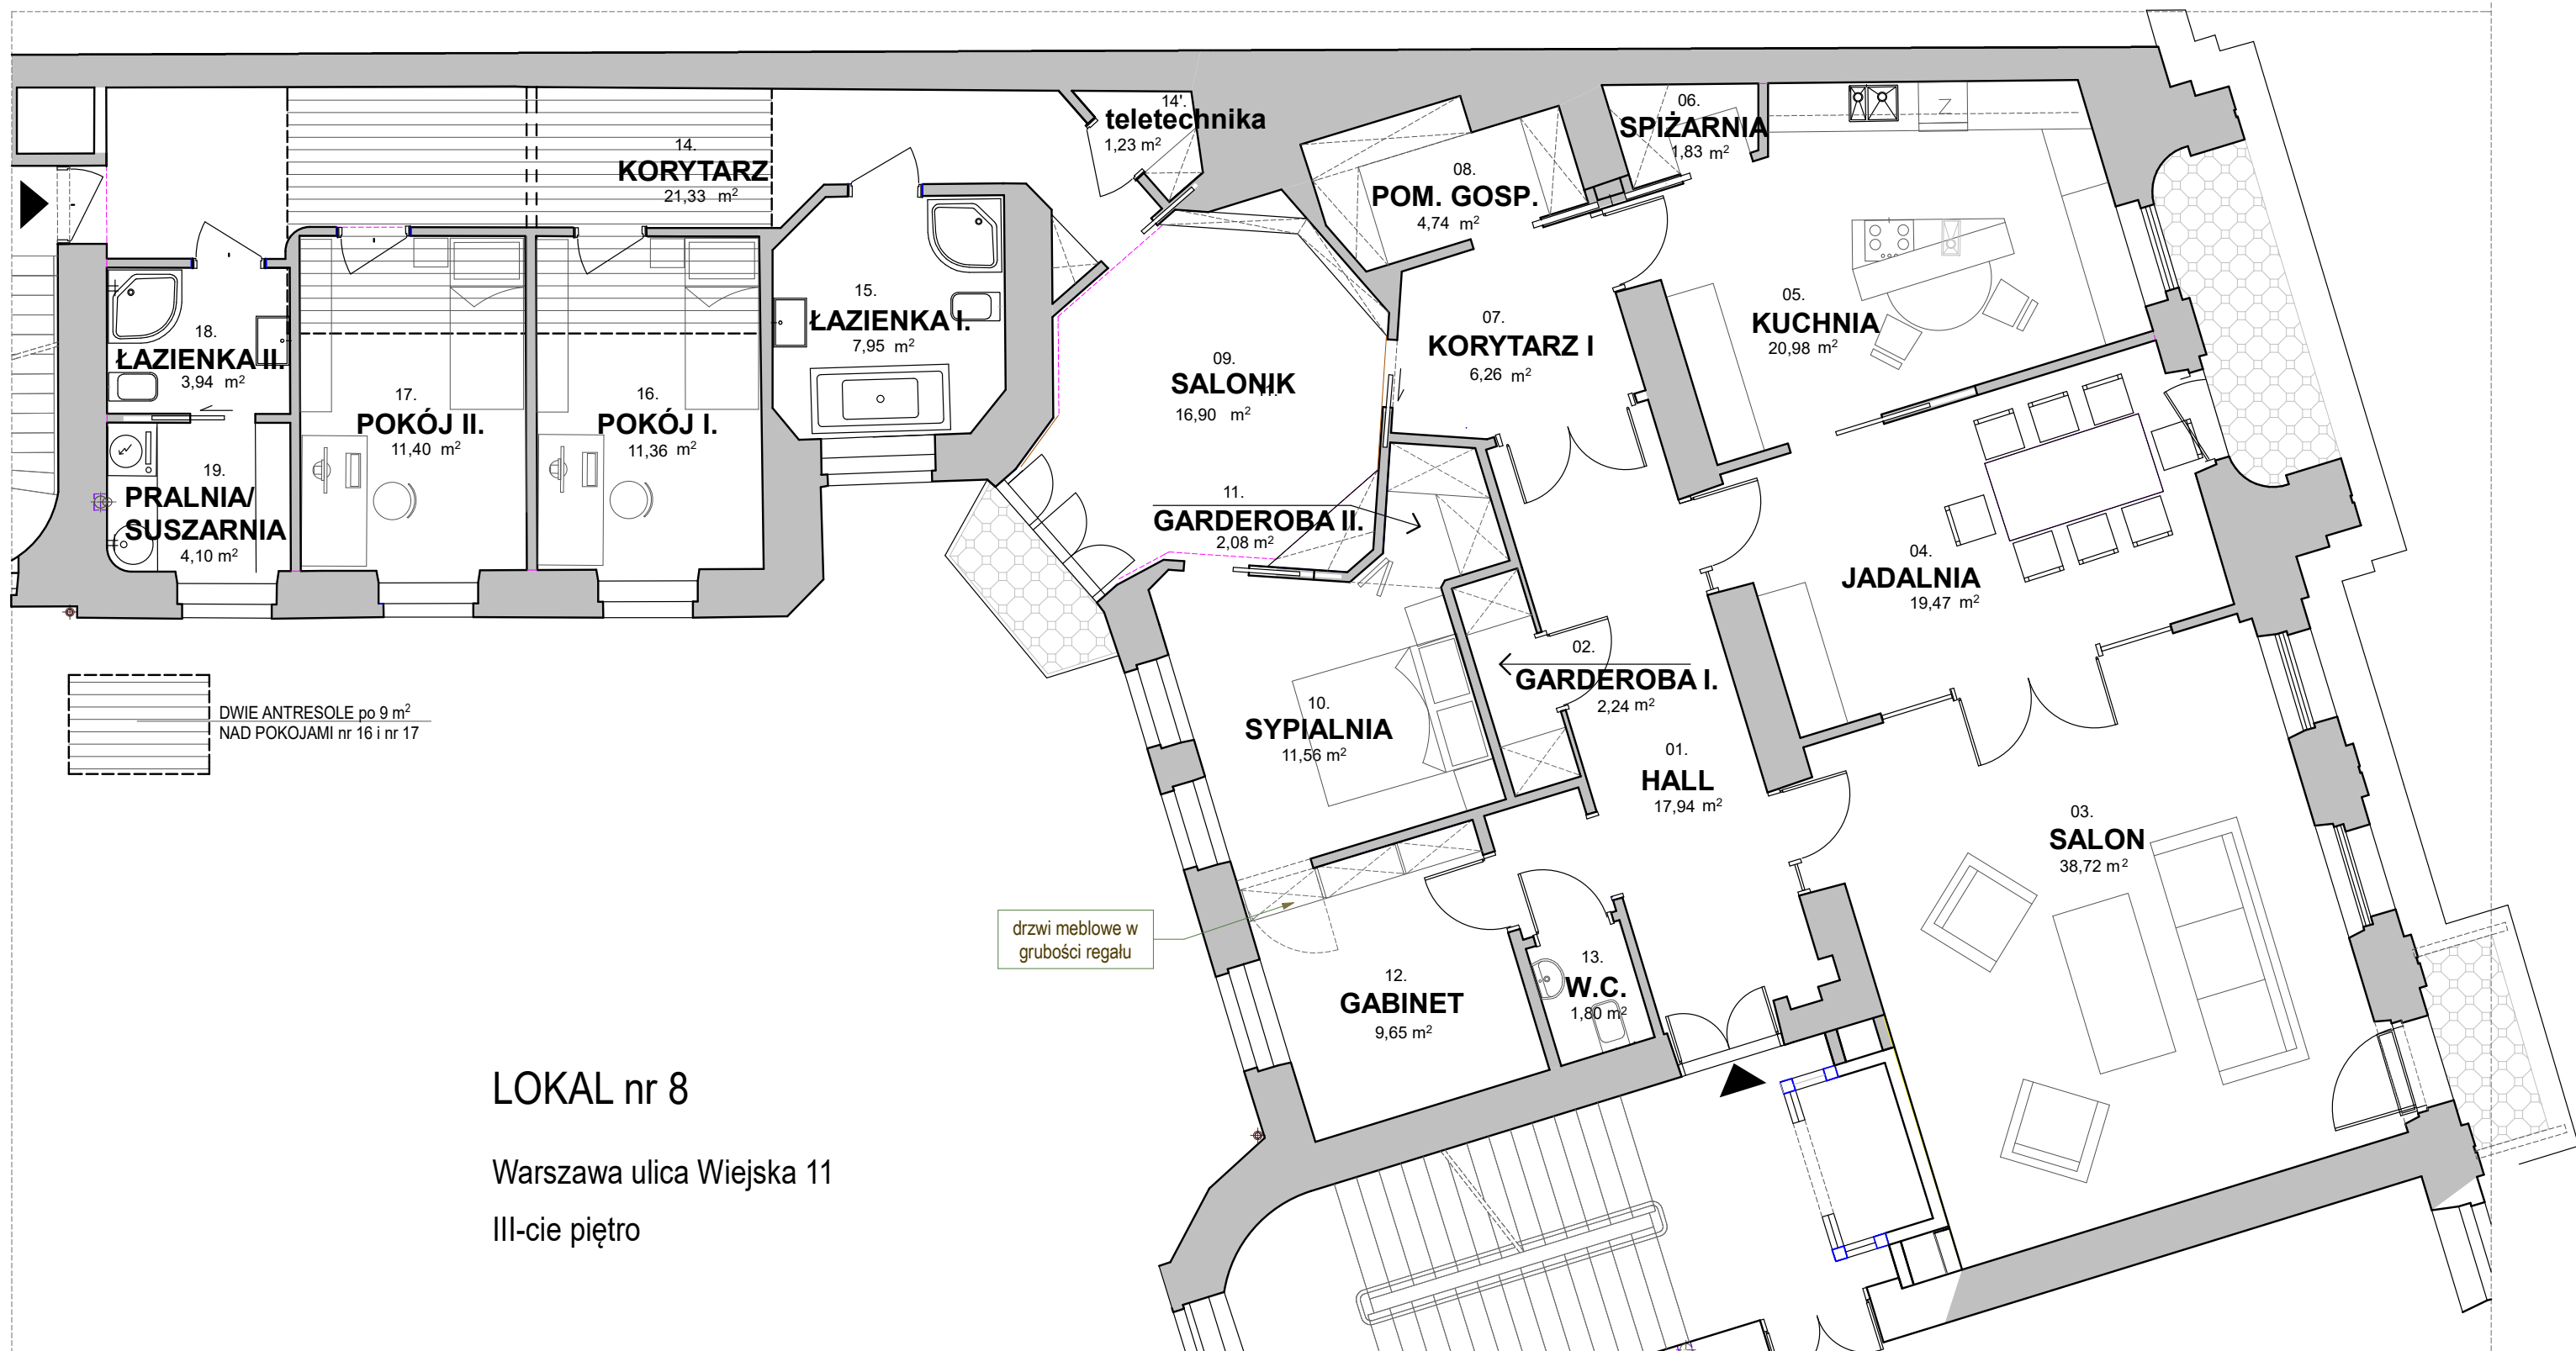 14'.
teletechnika
1,23 m²
06.
SPIŻARNIA
1,83 m²
14.
KORYTARZ
21,33 m²
08.
POM. GOSP.
4,74 m²
Z
15.
ŁAZIENKA I.
7,95 m²
05.
KUCHNIA
20,98 m²
07.
KORYTARZ I
6,26 m²
18.
ŁAZIENKA II.
3,94 m²
09.
SALONIK
16,90 m²
17.
POKÓJ II.
11,40 m²
16.
POKÓJ I.
11,36 m²
19.
PRALNIA/
SUSZARNIA
4,10 m²
11.
GARDEROBA II.
2,08 m²
04.
JADALNIA
19,47 m²
02.
GARDEROBA I.
2,24 m²
10.
SYPIALNIA
11,56 m²
DWIE ANTRESOLE po 9 m²
NAD POKOJAMI nr 16 i nr 17
01.
HALL
17,94 m²
03.
SALON
38,72 m²
drzwi meblowe w
grubości regału
12.
GABINET
9,65 m²
13.
W.C.
1,80 m²
LOKAL nr 8
Warszawa ulica Wiejska 11
III-cie piętro